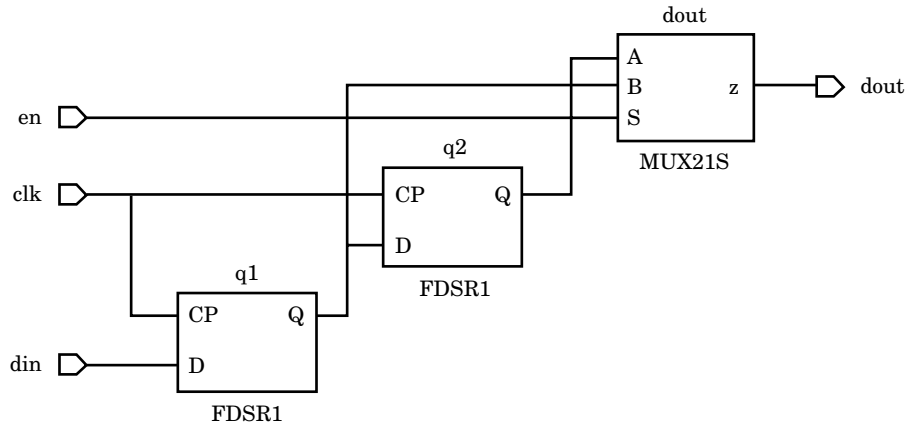 dout
A
B
z
dout
en
S
q2
MUX21S
clk
CP
Q
D
q1
FDSR1
CP
Q
din
D
FDSR1